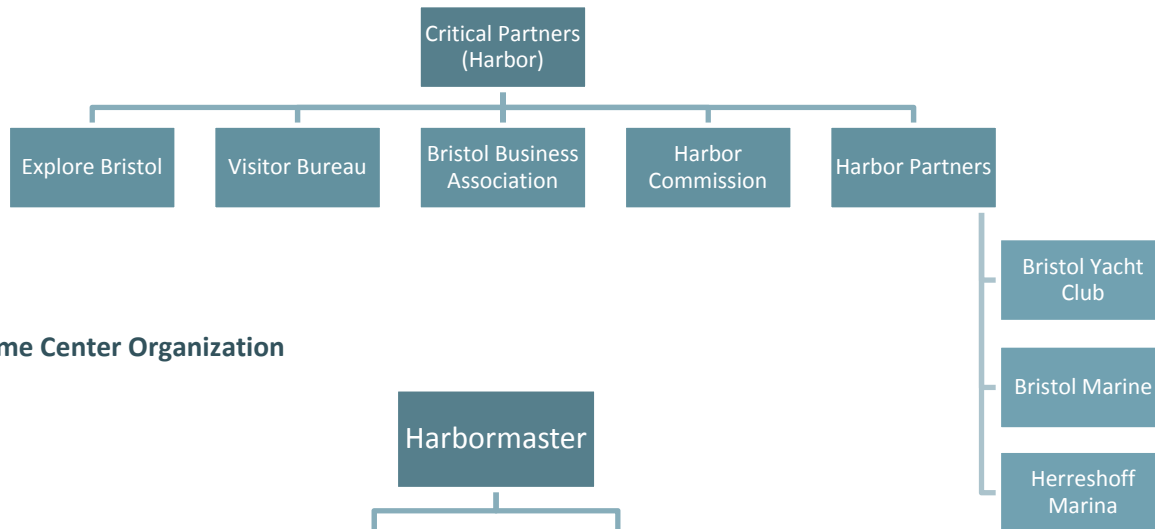 Critical Partners
(Harbor)
Explore Bristol
Visitor Bureau
Bristol Business
Association
Harbor
Commission
Harbor Partners
Bristol Yacht
Club
Bristol Marine
Herreshoff
Marina
Center Organization
Harbormaster